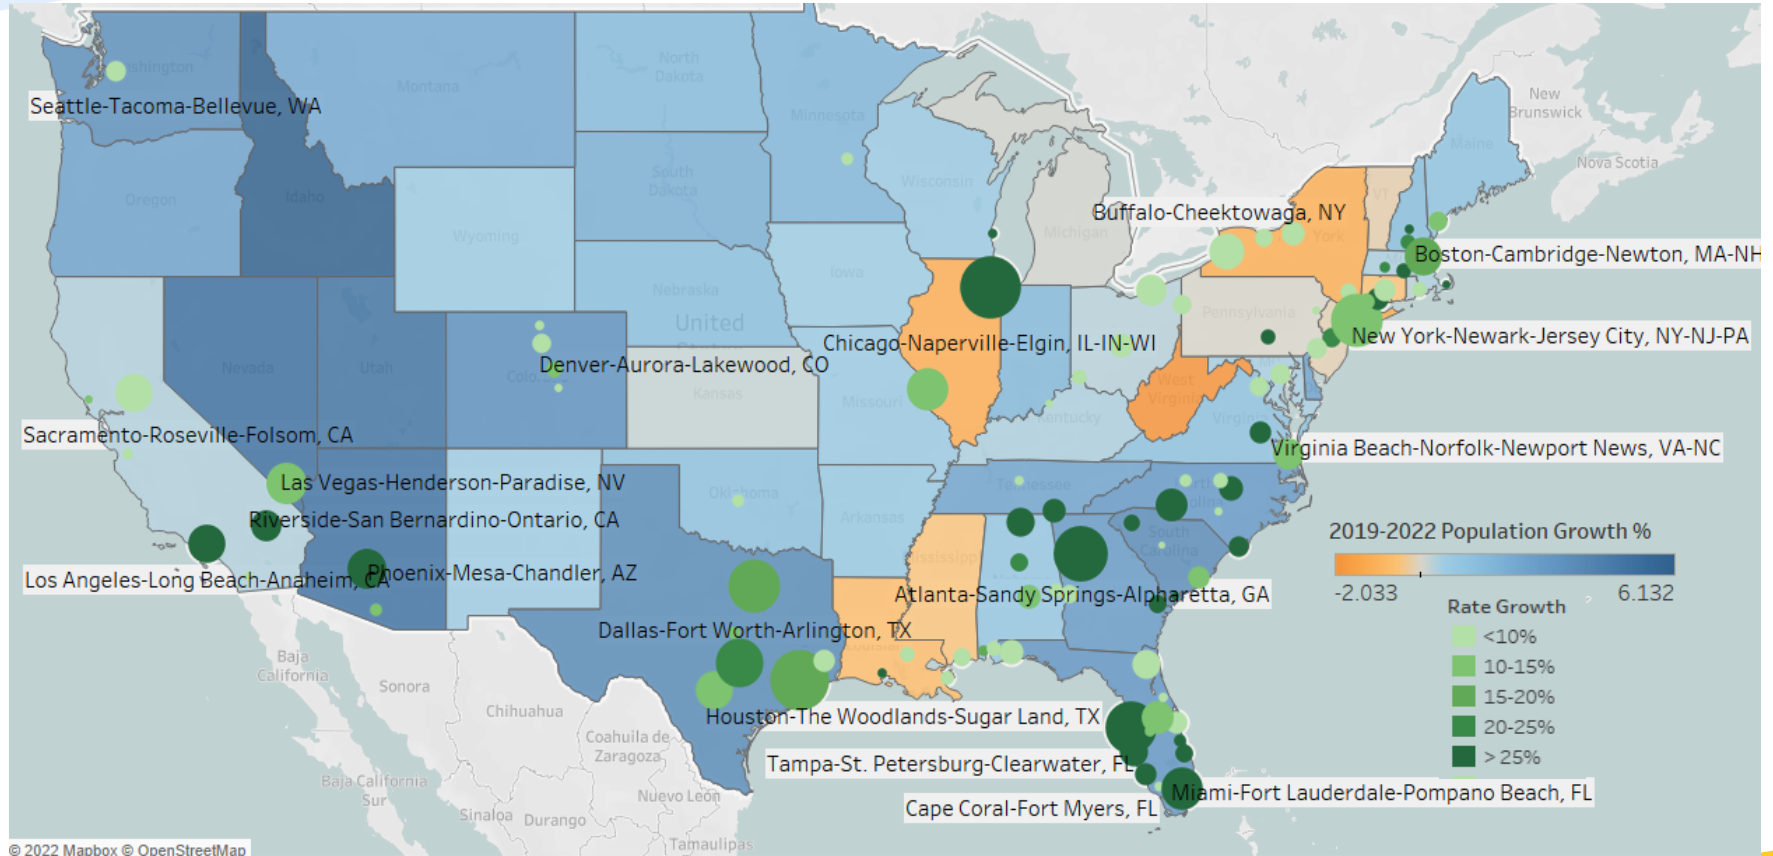 North
Dakota
Montana
Minnesota
New
Brunswick
Seattle-Tacoma-Bellevue, WA
Maine
Nova Scotia
South
Dakota
Wisconsin
Oregon
Idaho
VT
Buffalo-Cheektowaga, NY
York
Wyoming
Michigan
Boston-Cambridge-Newton, MA-NH
Iowa
Nebraska
United
Pennsylvania
Chicago-Naperville-Elgin, IL-IN-WI
New York-Newark-Jersey City, NY-NJ-PA
Denver-Aurora-Lakewood, CO
Nevada
Utah
Kansas
Missouri
West
Virginia
Kentucky
Virginia
Sacramento-Roseville-Folsom, CA
Virginia Beach-Norfolk-Newport News, VA-NC
Las Vegas-Henderson-Paradise, NV
Tennessee
Oklahoma
Riverside-San Bernardino-Ontario, CA
Arkansas
South
Carolina
2019-2022 Population Growth %
-2.033
6.132
Mississippi
Los Angeles-Long Beach-Anaheim, CA
Phoenix-Mesa-Chandler, AZ
Atlanta-Sandy Springs-Alpharetta, GA
Rate Growth
<10%
10-15%
15-20%
20-25%
> 25%
Dallas-Fort Worth-Arlington, TX
Louisiana
Baja
California
Sonora
Chihuahua
Houston-The Woodlands-Sugar Land, TX
Coahuila de
Zaragoza
Tampa-St. Petersburg-Clearwater, FL
Baja California
Sur
Nuevo León
Miami-Fort Lauderdale-Pompano Beach, FL
Cape Coral-Fort Myers, FL
Sinaloa
Durango
Tamaulipas
© 2022 Mapbox © OpenStreetMap